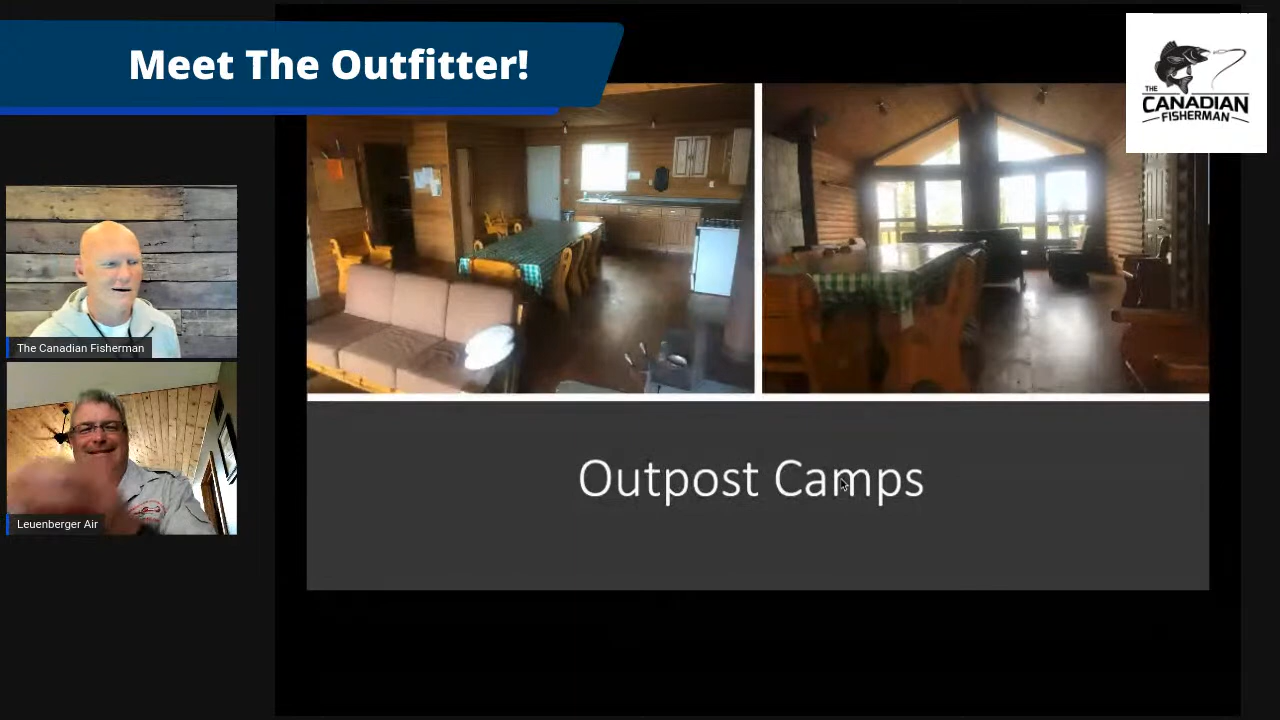 Meet The Outfitter!
THE
CANADIAN
FISHERMAN
The Canadian Fisherman
Leuenberger Air
Outpost Camps